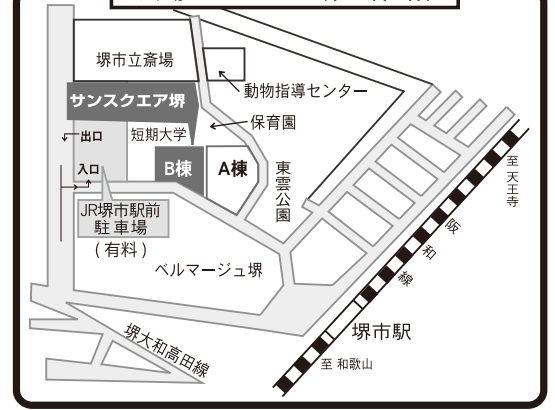 堺市立斎場
動物指導センター
サンスクエア堺
保育園
出口
短期大学
入口
B棟
A棟
東雲公園
至 天王寺
JR堺市駅前
駐車場
(有料)
阪和線
ベルマージュ堺
堺市駅
堺大和高田線
至 和歌山